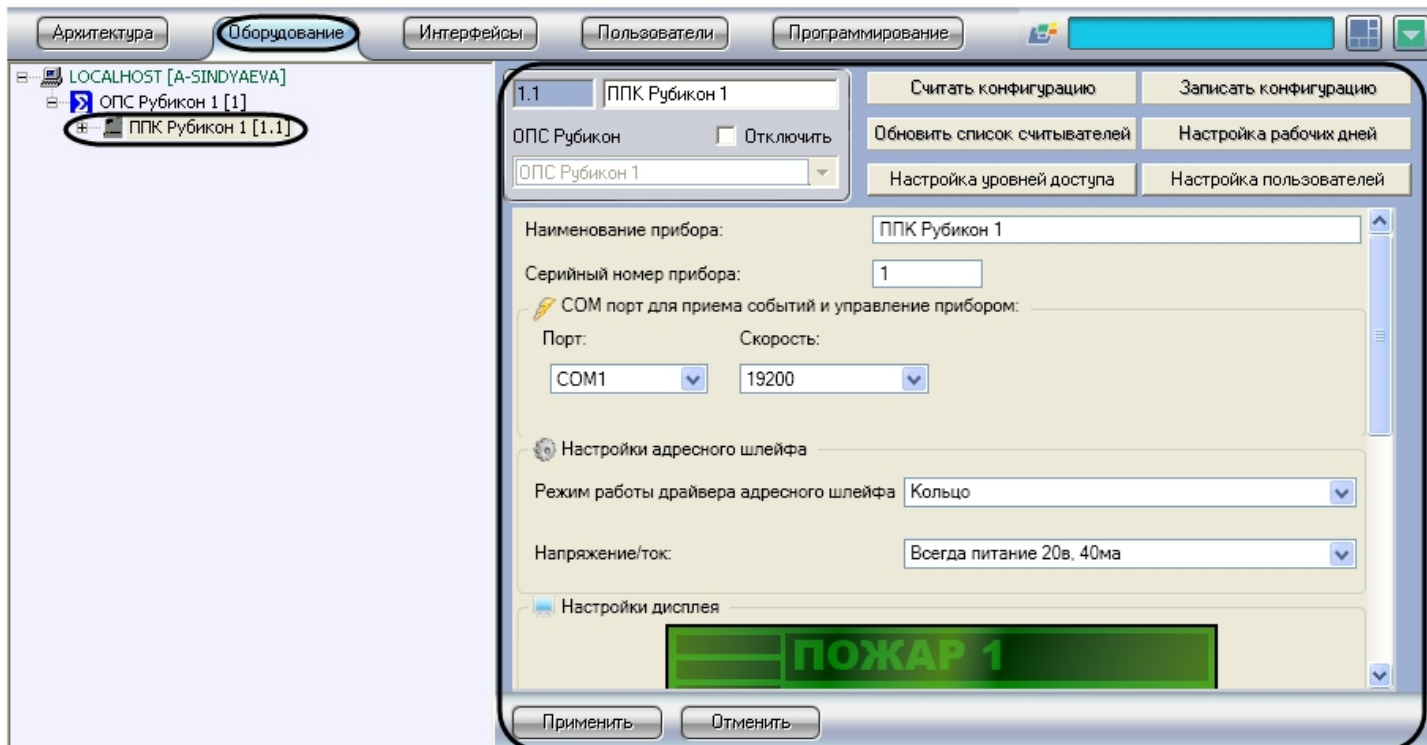 Архитектура Оборудование Интерфейсы Пользователи Программирование
LOCALHOST [A-SINDYAEVA]
ОПС Рубикон 1 [1]
ППК Рубикон 1 [1.1]
1.1 ППК Рубикон 1
ОПС Рубикон Отключить
ОПС Рубикон 1
Считать конфигурацию Записать конфигурацию
Обновить список считывателей Настройка рабочих дней
Настройка уровней доступа Настройка пользователей
Наименование прибора: ППК Рубикон 1
Серийный номер прибора: 1
COM порт для приема событий и управление прибором:
Порт: Скорость:
COM1 19200
Настройки адресного шлейфа
Режим работы драйвера адресного шлейфа Кольцо
Напряжение/ток: Всегда питание 20в, 40ма
Настройки дисплея
ПОЖАР 1
Применить Отменить